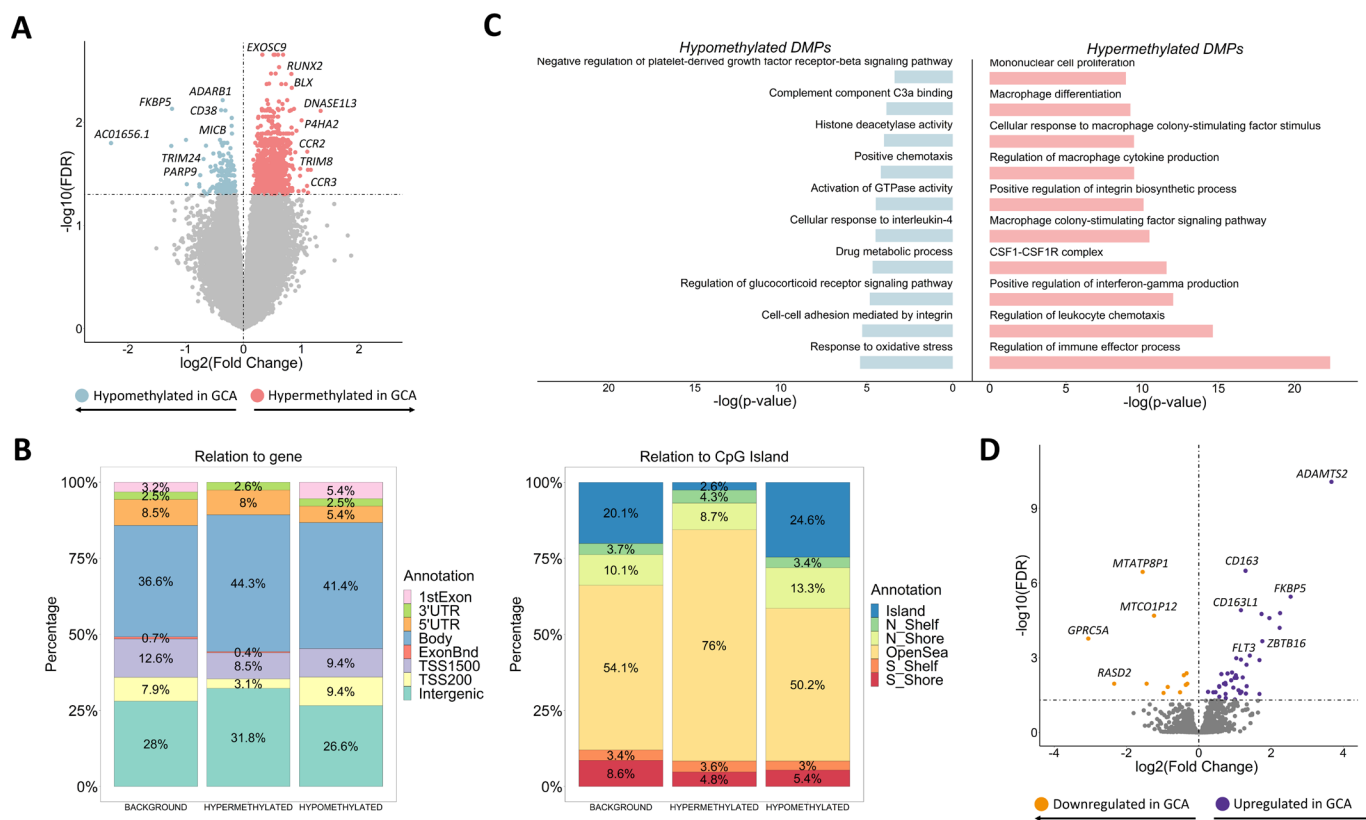 A
EXOSC9
RUNX2
BLX
ADARB1
FKBP5
CD38
DNASE1L3
P4HA2
MICB
AC01656.1
CCR2
TRIM24
TRIM8
PARP9
CCR3
-log10(FDR)
2
1
0
-2 -1 0 1 2
log2(Fold Change)
Hypomethylated in GCA Hypermethylated in GCA
C
Hypomethylated DMPs Hypermethylated DMPs
Negative regulation of platelet-derived growth factor receptor-beta signaling pathway
Complement component C3a binding
Histone deacetylase activity
Positive chemotaxis
Activation of GTPase activity
Cellular response to interleukin-4
Drug metabolic process
Regulation of glucocorticoid receptor signaling pathway
Cell-cell adhesion mediated by integrin
Response to oxidative stress
20 15 10 5 0
-log(p-value)
Mononuclear cell proliferation
Macrophage differentiation
Cellular response to macrophage colony-stimulating factor stimulus
Regulation of macrophage cytokine production
Positive regulation of integrin biosynthetic process
Macrophage colony-stimulating factor signaling pathway
CSF1-CSF1R complex
Positive regulation of interferon-gamma production
Regulation of leukocyte chemotaxis
Regulation of immune effector process
0 5 10 15 20
-log(p-value)
B
Relation to gene
Percentage
100%
75%
50%
25%
0%
3.2%
2.5%
8.5%
36.6%
0.7%
12.6%
7.9%
28%
2.6%
8%
44.3%
0.4%
8.5%
3.1%
31.8%
5.4%
2.5%
5.4%
41.4%
9.4%
9.4%
26.6%
BACKGROUND HYPERMETHYLATED HYPOMETHYLATED
Annotation
1stExon
3'UTR
5'UTR
Body
ExonBnd
TSS1500
TSS200
Intergenic
Relation to CpG Island
Percentage
100%
75%
50%
25%
0%
20.1%
3.7%
10.1%
54.1%
3.4%
8.6%
2.6%
4.3%
8.7%
76%
3.6%
4.8%
24.6%
3.4%
13.3%
50.2%
3%
5.4%
BACKGROUND HYPERMETHYLATED HYPOMETHYLATED
Annotation
Island
N_Shelf
N_Shore
OpenSea
S_Shelf
S_Shore
D
ADAMTS2
MTATP8P1
CD163
FKBP5
CD163L1
MTCO1P12
GPRC5A
ZBTB16
FLT3
RASD2
-log10(FDR)
9
6
3
0
-4 -2 0 2 4
log2(Fold Change)
Downregulated in GCA Upregulated in GCA